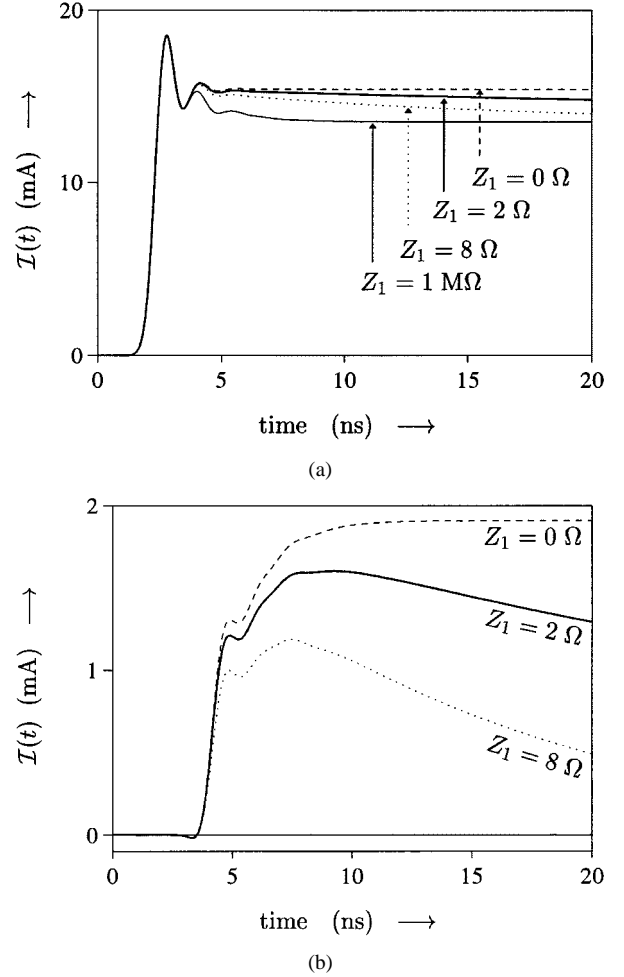 20
10
0
I(t) (mA) ⟶
Z₁ = 0 Ω
Z₁ = 2 Ω
Z₁ = 8 Ω
Z₁ = 1 MΩ
0 5 10 15 20
time (ns) ⟶
(a)
2
1
0
I(t) (mA) ⟶
Z₁ = 0 Ω
Z₁ = 2 Ω
Z₁ = 8 Ω
0 5 10 15 20
time (ns) ⟶
(b)